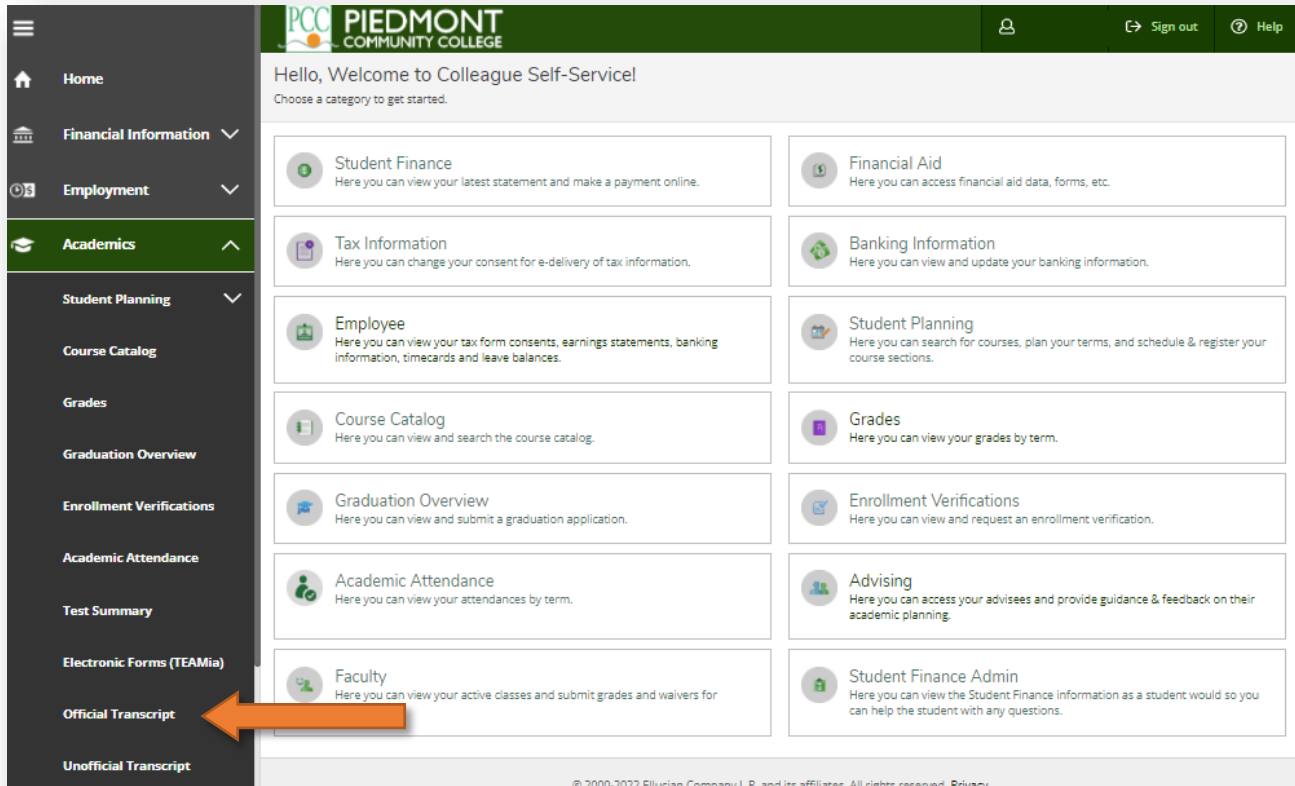 PCC PIEDMONT
COMMUNITY COLLEGE
Sign out
Help
Home
Financial Information
Employment
Academics
Student Planning
Course Catalog
Grades
Graduation Overview
Enrollment Verifications
Academic Attendance
Test Summary
Electronic Forms (TEAMia)
Official Transcript
Unofficial Transcript
Hello, Welcome to Colleague Self-Service!
Choose a category to get started.
Student Finance
Here you can view your latest statement and make a payment online.
Financial Aid
Here you can access financial aid data, forms, etc.
Tax Information
Here you can change your consent for e-delivery of tax information.
Banking Information
Here you can view and update your banking information.
Employee
Here you can view your tax form consents, earnings statements, banking
information, timecards and leave balances.
Student Planning
Here you can search for courses, plan your terms, and schedule & register your
course sections.
Course Catalog
Here you can view and search the course catalog.
Grades
Here you can view your grades by term.
Graduation Overview
Here you can view and submit a graduation application.
Enrollment Verifications
Here you can view and request an enrollment verification.
Academic Attendance
Here you can view your attendances by term.
Advising
Here you can access your advisees and provide guidance & feedback on their
academic planning.
Faculty
Here you can view your active classes and submit grades and waivers for
Student Finance Admin
Here you can view the Student Finance information as a student would so you
can help the student with any questions.
© 2000-2022 Ellucian Company L.P. and its affiliates. All rights reserved. Privacy